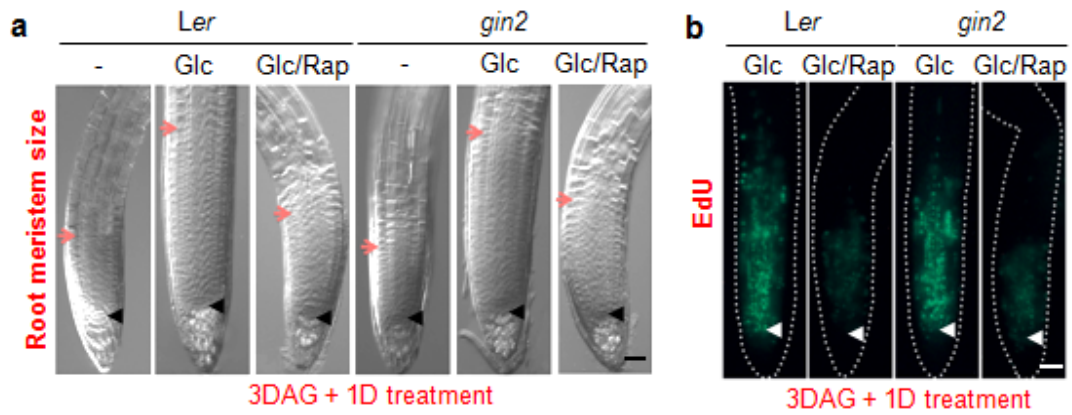 a
Ler gin2
- Glc Glc/Rap - Glc Glc/Rap
Root meristem size
3DAG + 1D treatment
b
Ler gin2
Glc Glc/Rap Glc Glc/Rap
EdU
3DAG + 1D treatment